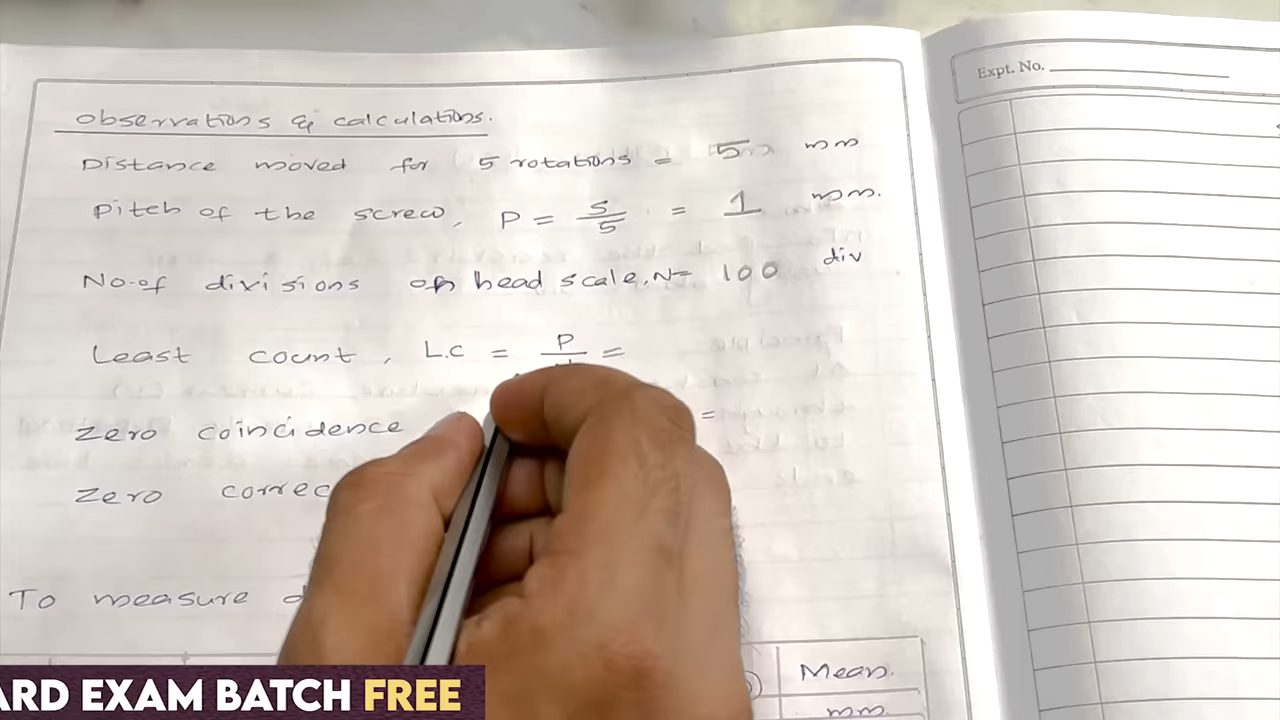 Expt. No.
Observations & calculations.
Distance moved for 5 rotations = 5 mm
Pitch of the screw, P = 5/5 = 1 mm.
No. of divisions on head scale, N= 100 div
Least count, L.C = P/ =
Zero coincidence =
Zero correc
To measure d
Mean.
mm.
ARD EXAM BATCH FREE